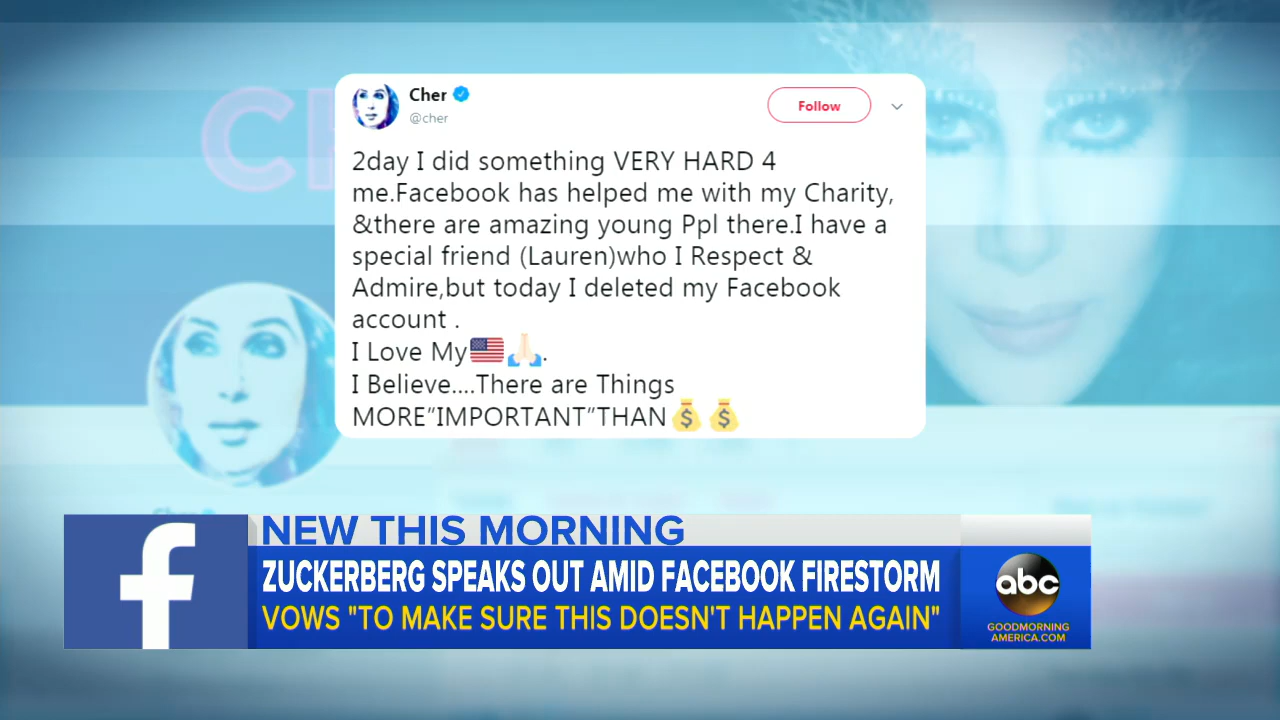 CH
Cher
@cher
Follow
2day I did something VERY HARD 4
me.Facebook has helped me with my Charity,
&there are amazing young Ppl there.I have a
special friend (Lauren)who I Respect &
Admire,but today I deleted my Facebook
account .
I Love My🇺🇸🙏🏻.
I Believe....There are Things
MORE"IMPORTANT"THAN💰💰
f
NEW THIS MORNING
ZUCKERBERG SPEAKS OUT AMID FACEBOOK FIRESTORM
VOWS "TO MAKE SURE THIS DOESN'T HAPPEN AGAIN"
abc
GOODMORNING
AMERICA.COM